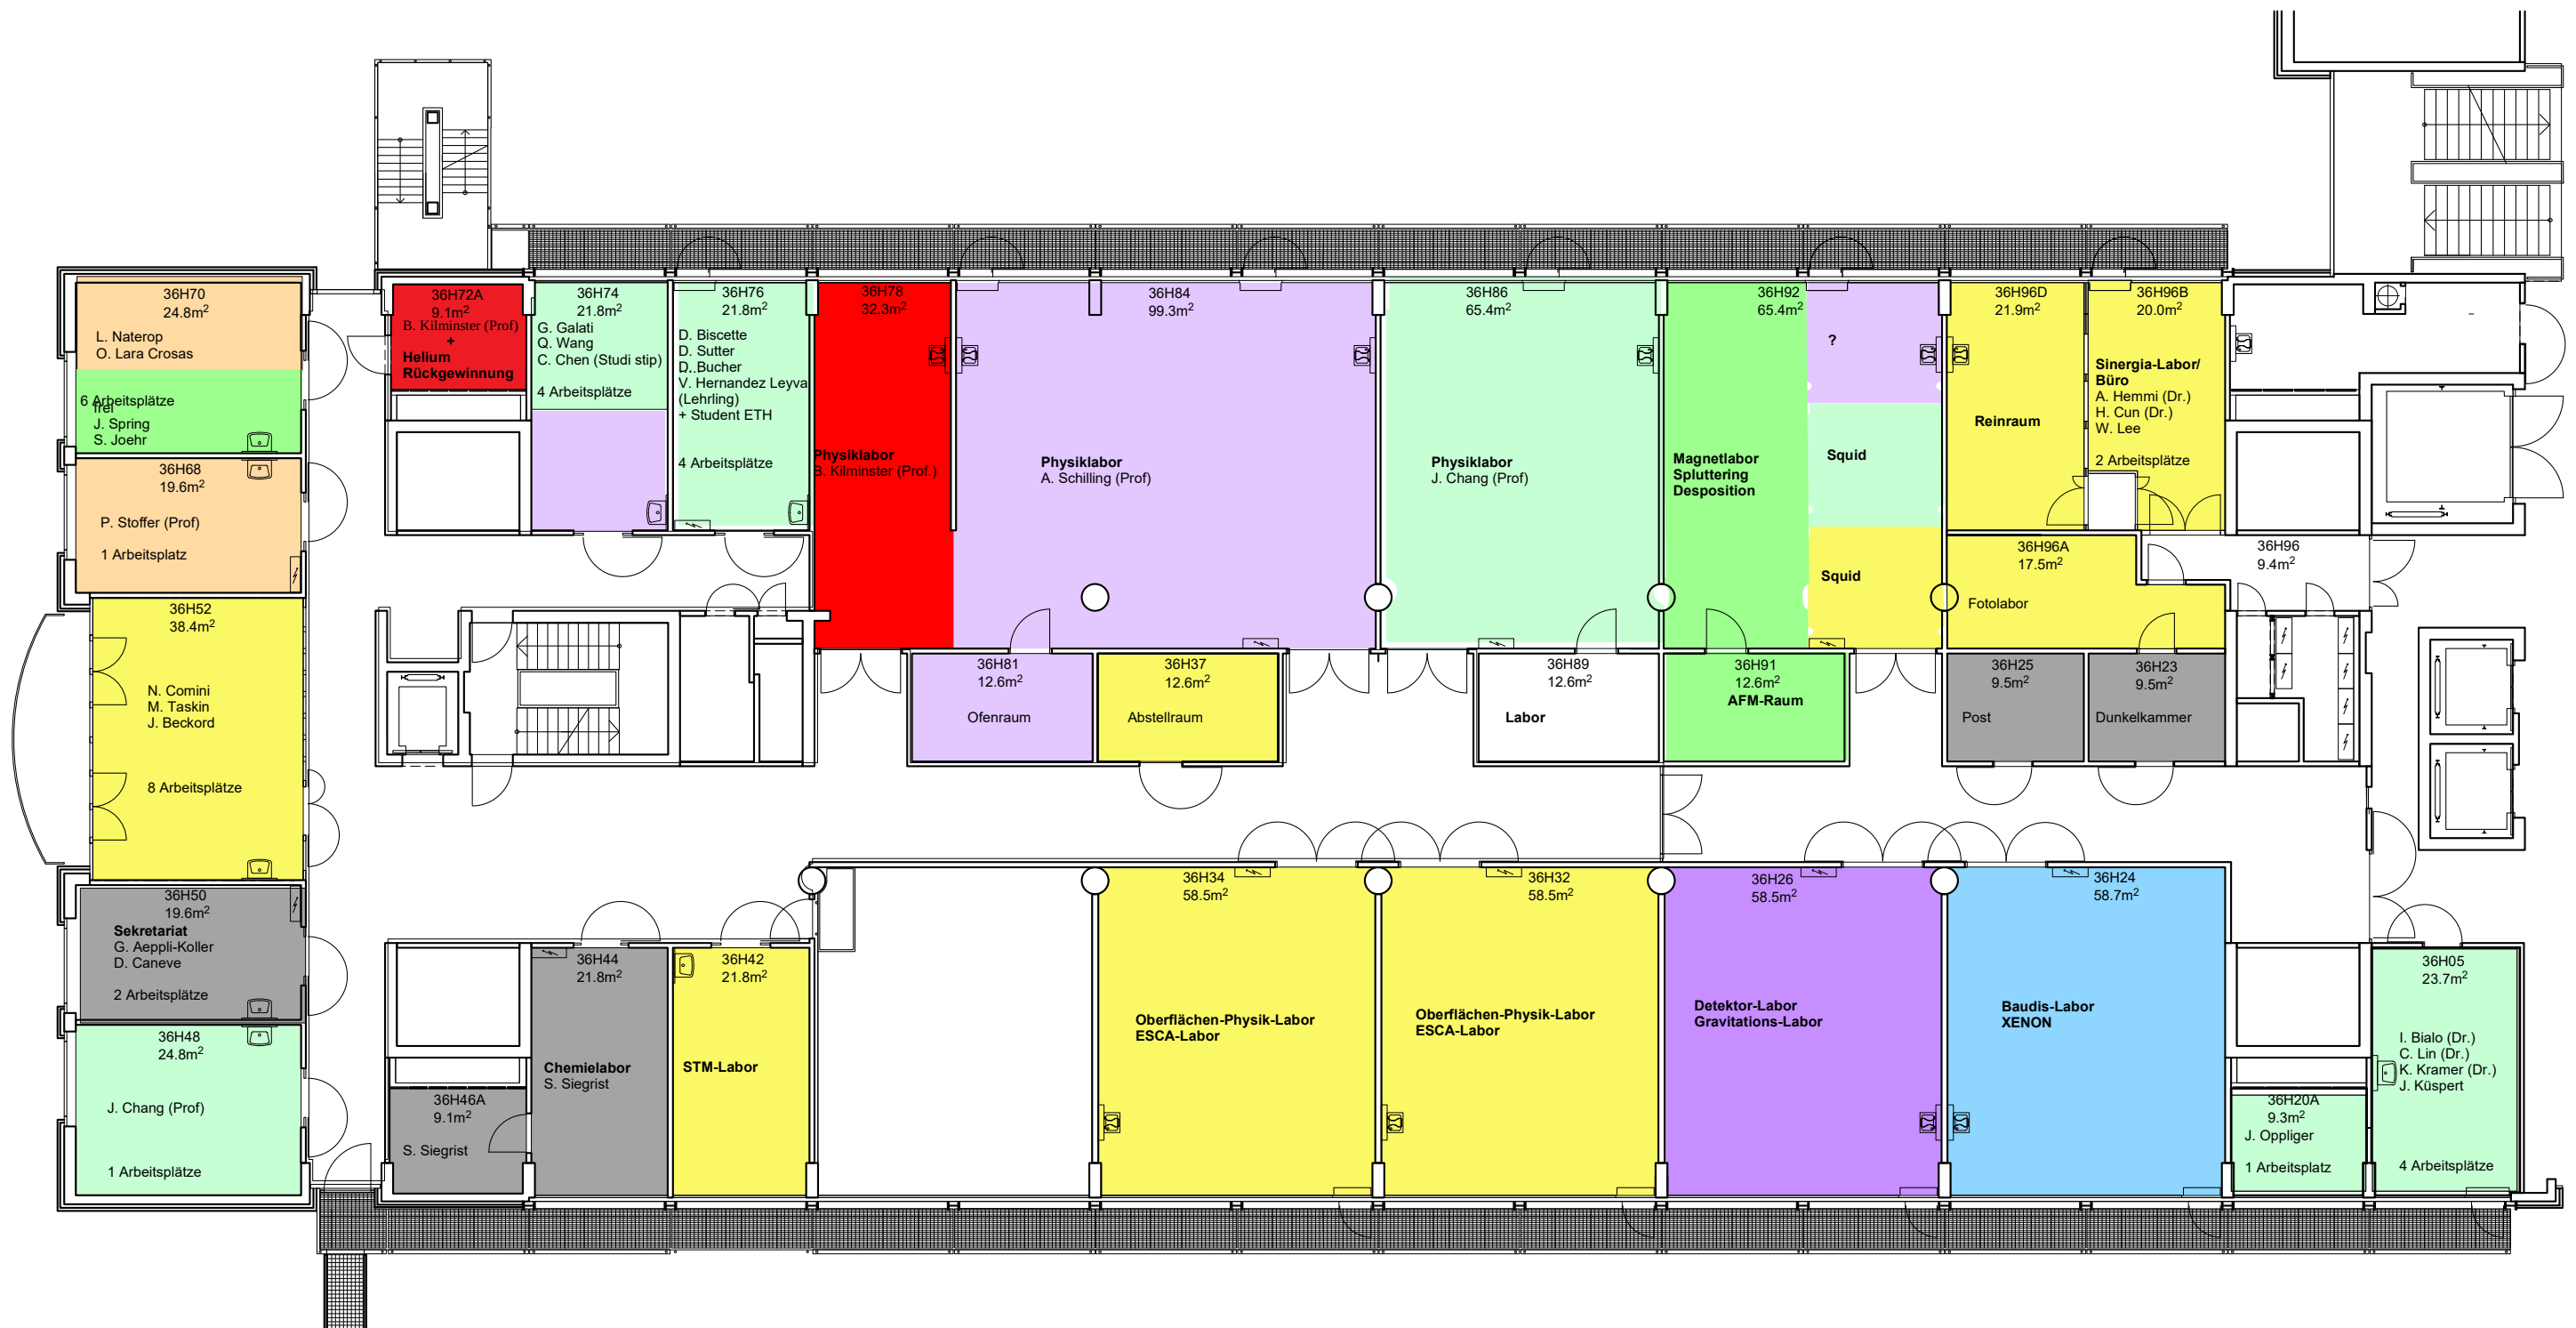 36H70
24.8m2
L. Naterop
O. Lara Crosas
6 Arbeitsplätze
frei
J. Spring
S. Joehr
36H68
19.6m2
P. Stoffer (Prof)
1 Arbeitsplatz
36H52
38.4m2
N. Comini
M. Taskin
J. Beckord
8 Arbeitsplätze
36H50
19.6m2
Sekretariat
G. Aeppli-Koller
D. Caneve
2 Arbeitsplätze
36H48
24.8m2
J. Chang (Prof)
1 Arbeitsplätze
36H72A
9.1m2
B. Kilminster (Prof)
+
Helium
Rückgewinnung
36H74
21.8m2
G. Galati
Q. Wang
C. Chen (Studi stip)
4 Arbeitsplätze
36H76
21.8m2
D. Biscette
D. Sutter
D. Bucher
V. Hernandez Leyva
(Lehrling)
+ Student ETH
4 Arbeitsplätze
36H78
32.3m2
Physiklabor
B. Kilminster (Prof.)
36H84
99.3m2
Physiklabor
A. Schilling (Prof)
36H86
65.4m2
Physiklabor
J. Chang (Prof)
36H92
65.4m2
?
Magnetlabor
Spluttering
Desposition
Squid
Squid
36H96D
21.9m2
Reinraum
36H96B
20.0m2
Sinergia-Labor/
Büro
A. Hemmi (Dr.)
H. Cun (Dr.)
W. Lee
2 Arbeitsplätze
36H96A
17.5m2
Fotolabor
36H96
9.4m2
36H81
12.6m2
Ofenraum
36H37
12.6m2
Abstellraum
36H89
12.6m2
Labor
36H91
12.6m2
AFM-Raum
36H25
9.5m2
Post
36H23
9.5m2
Dunkelkammer
36H44
21.8m2
Chemielabor
S. Siegrist
36H46A
9.1m2
S. Siegrist
36H42
21.8m2
STM-Labor
36H34
58.5m2
Oberflächen-Physik-Labor
ESCA-Labor
36H32
58.5m2
Oberflächen-Physik-Labor
ESCA-Labor
36H26
58.5m2
Detektor-Labor
Gravitations-Labor
36H24
58.7m2
Baudis-Labor
XENON
36H20A
9.3m2
J. Oppliger
1 Arbeitsplatz
36H05
23.7m2
I. Bialo (Dr.)
C. Lin (Dr.)
K. Kramer (Dr.)
J. Küspert
4 Arbeitsplätze